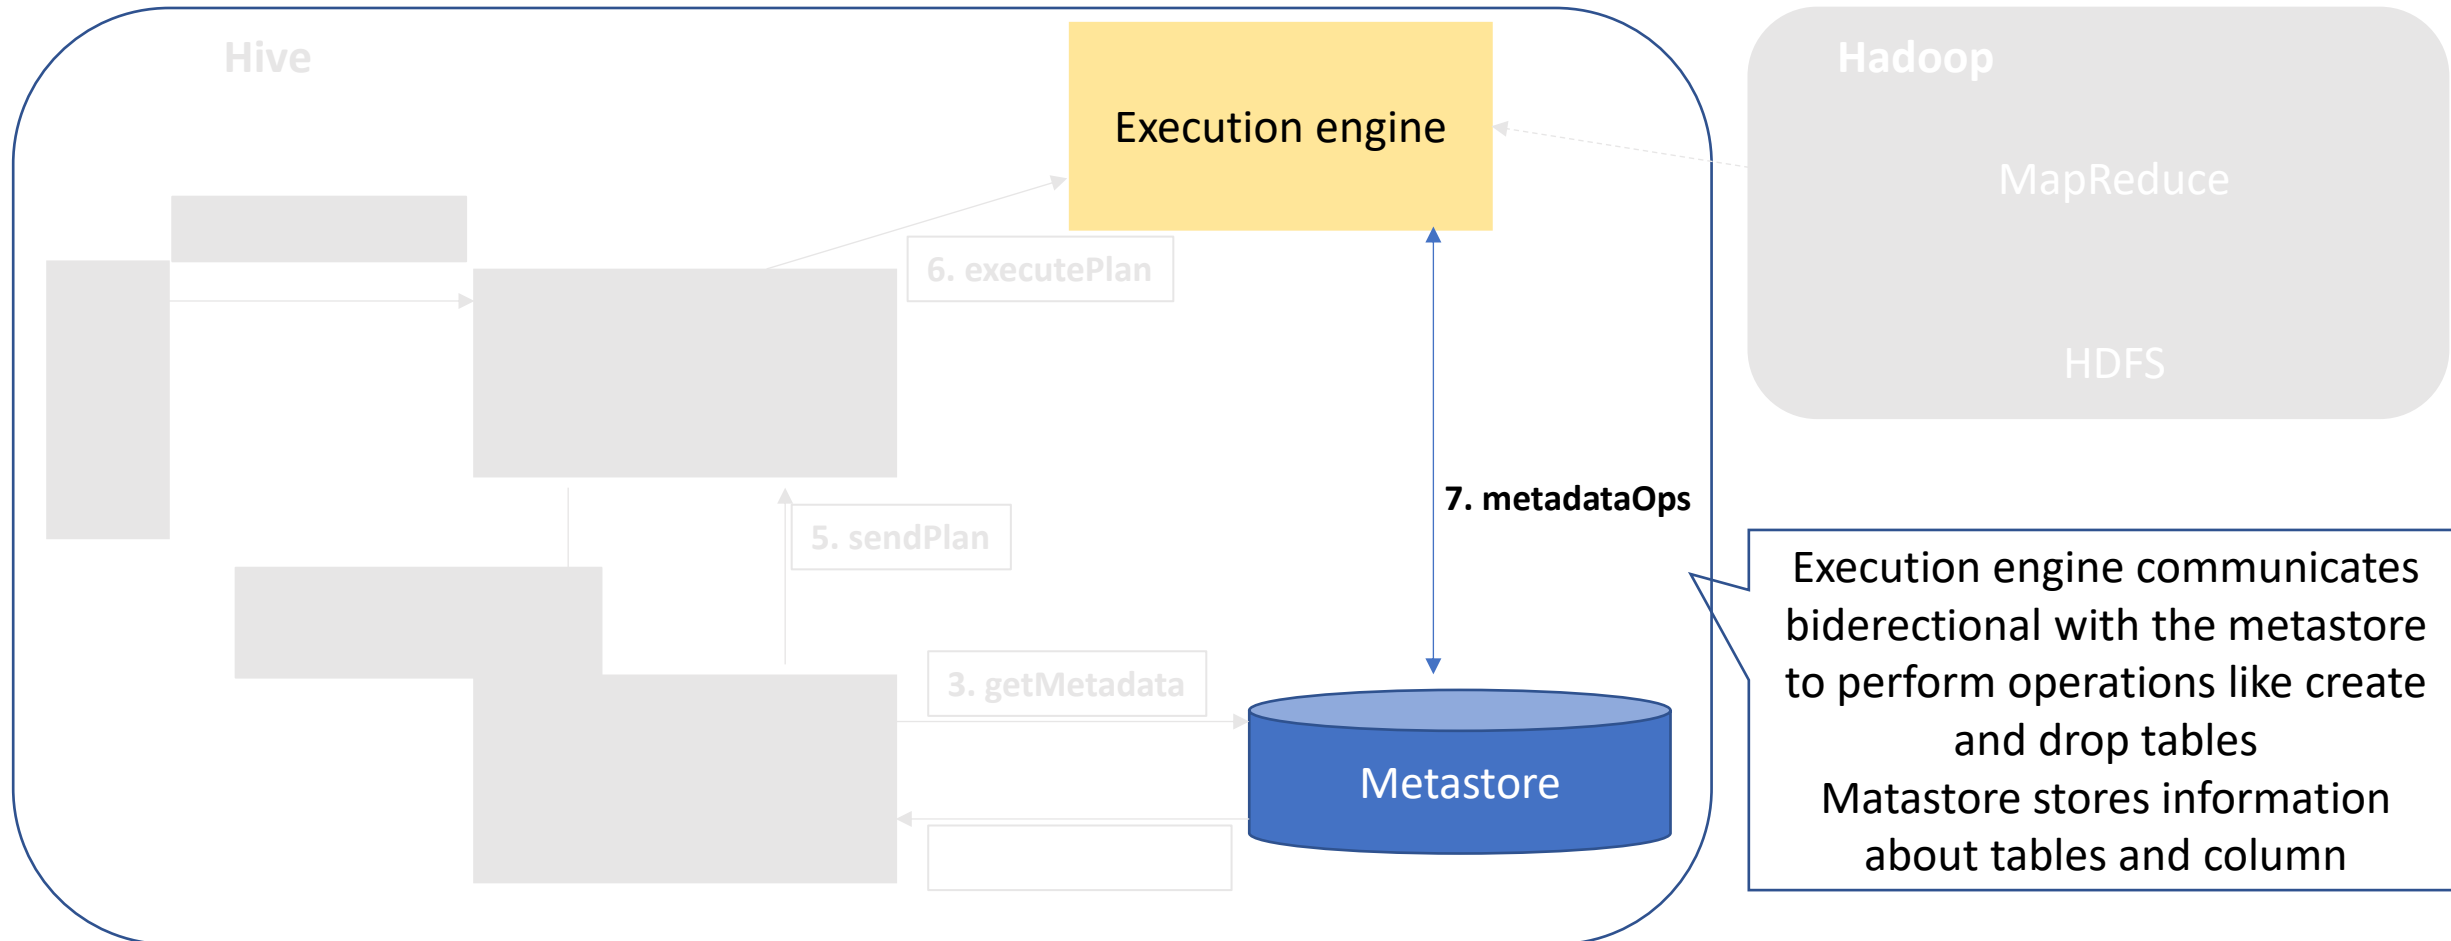 Hive
Execution engine
Hadoop
MapReduce
HDFS
6. executePlan
7. metadataOps
5. sendPlan
3. getMetadata
Metastore
Execution engine communicates
biderectional with the metastore
to perform operations like create
and drop tables
Matastore stores information
about tables and column